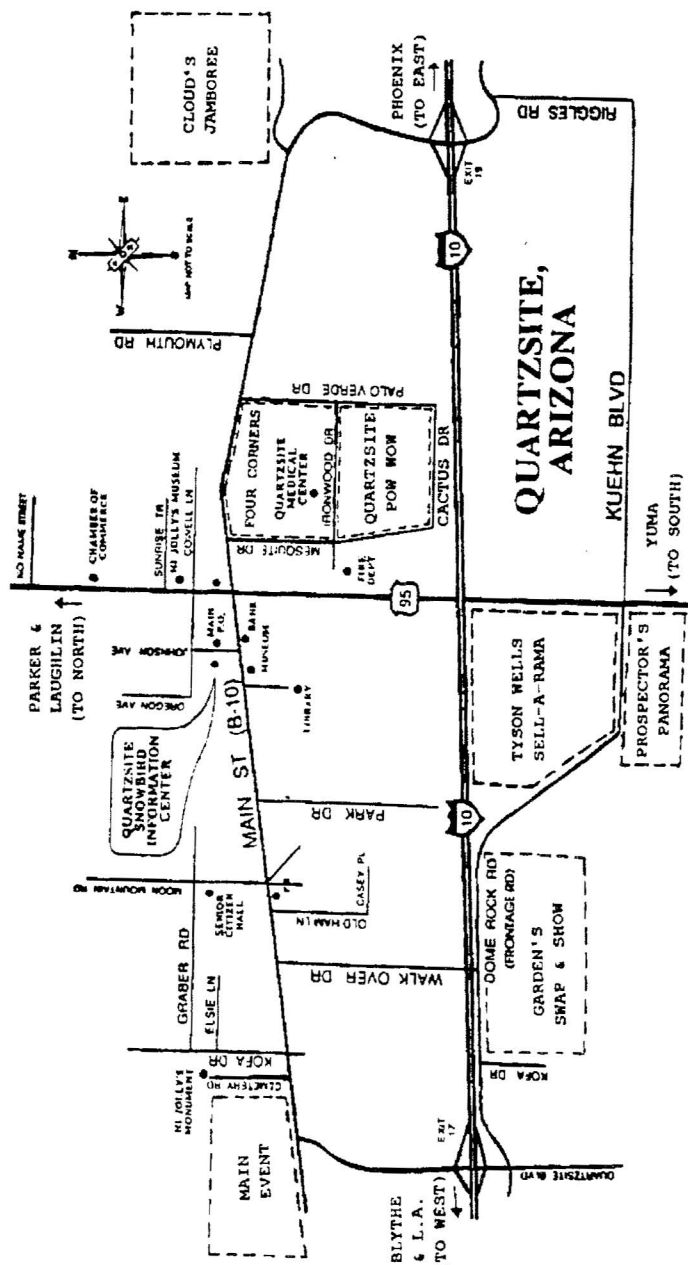 QUARTZSITE,
ARIZONA
CLOUD'S
JAMBOREE
PHOENIX
(TO EAST)
EXIT
19
RIGGLES RD
N
W
MAP NOT TO SCALE
PLYMOUTH RD
10
PALO VERDE DR
FOUR CORNERS
QUARTZSITE
MEDICAL
CENTER
IRONWOOD DR
QUARTZSITE
POW WOW
CACTUS DR
KUEHN BLVD
MESQUITE DR
FIRE
DEPT
NO NAME STREET
CHAMBER OF
COMMERCE
SUNRISE TR
HI JOLLY'S MUSEUM
COWELL LN
95
YUMA
(TO SOUTH)
PARKER &
LAUGHLIN
(TO NORTH)
JOHNSON AVE
MAIN
P.O.
BANK
MUSEUM
OREGON AVE
LIBRARY
QUARTZSITE
SNOWBIRD
INFORMATION
CENTER
MAIN ST (B-10)
TYSON WELLS
SELL-A-RAMA
PROSPECTOR'S
PANORAMA
PARK DR
10
MOON MOUNTAIN RD
SENIOR
CITIZEN
HALL
CASEY PL
OLD HAM LN
GRABER RD
ELSIE LN
WALK OVER DR
DOME ROCK RD
(FRONTAGE RD)
GARDEN'S
SWAP & SHOW
KOFA DR
KOFA DR
CEMETERY RD
HI JOLLY'S
MONUMENT
MAIN
EVENT
EXIT
17
BLYTHE
& L.A.
TO WEST)
QUARTZSITE BLVD